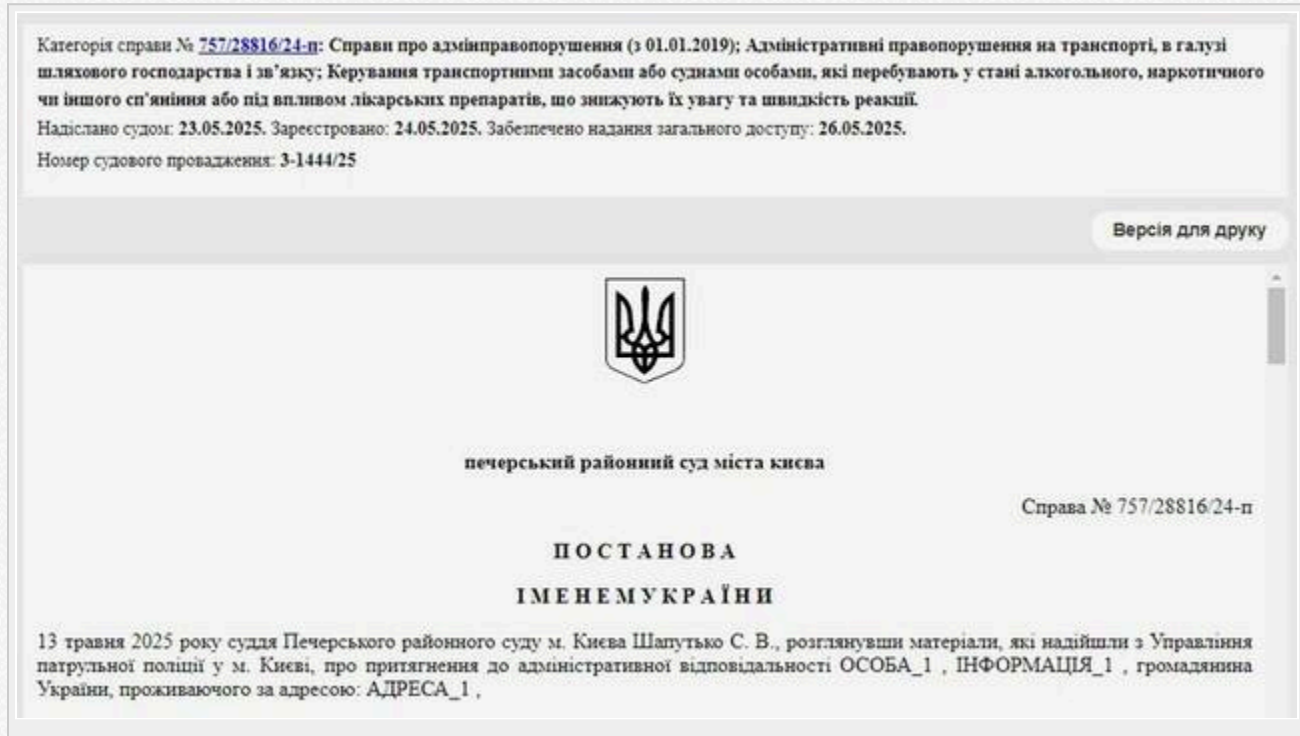 Категорія справи № 757/28816/24-п: Справи про адмінправопорушення (з 01.01.2019); Адміністративні правопорушення на транспорті, в галузі
шляхового господарства і зв’язку; Керування транспортними засобами або суднами особами, які перебувають у стані алкогольного, наркотичного
чи іншого сп’яніння або під впливом лікарських препаратів, що знижують їх увагу та швидкість реакції.
Надіслано судом: 23.05.2025. Зареєстровано: 24.05.2025. Забезпечено надання загального доступу: 26.05.2025.
Номер судового провадження: 3-1444/25
Версія для друку
печерський районний суд міста києва
Справа № 757/28816/24-п
П О С Т А Н О В А
І М Е Н Е М У К Р А Ї Н И
13 травня 2025 року суддя Печерського районного суду м. Києва Шапутько С. В., розглянувши матеріали, які надійшли з Управління
патрульної поліції у м. Києві, про притягнення до адміністративної відповідальності ОСОБА_1 , ІНФОРМАЦІЯ_1 , громадянина
України, проживаючого за адресою: АДРЕСА_1 ,